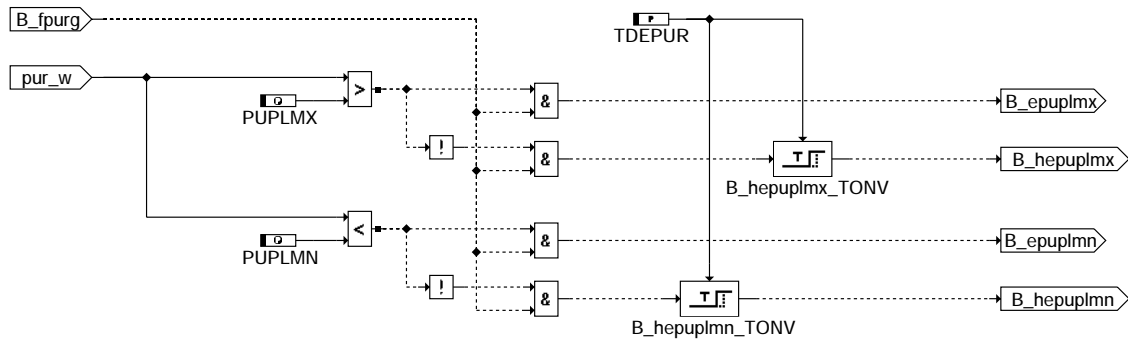 B_fpurg
P
TDEPUR
pur_w
>
&
B_epuplmx
PUPLMX
!
&
T
B_hepuplmx
B_hepuplmx_TONV
<
&
B_epuplmn
PUPLMN
!
&
T
B_hepuplmn
B_hepuplmn_TONV